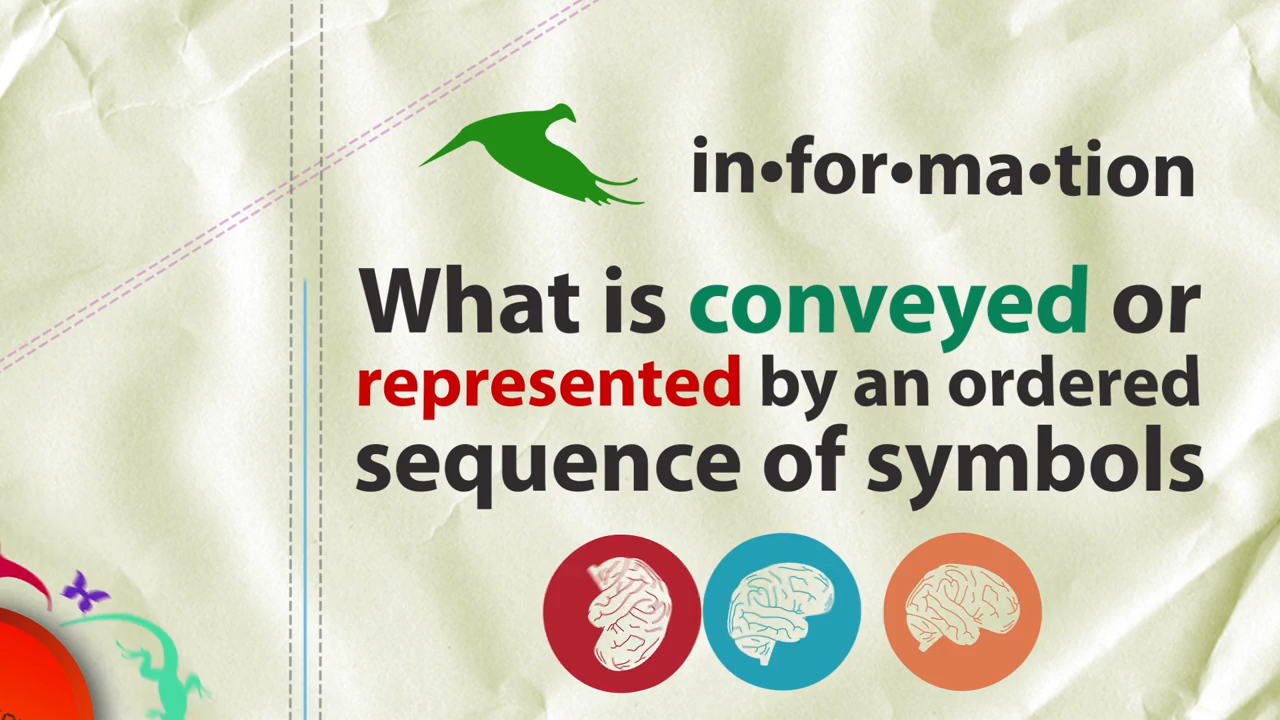 in•for•ma•tion
What is conveyed or
represented by an ordered
sequence of symbols